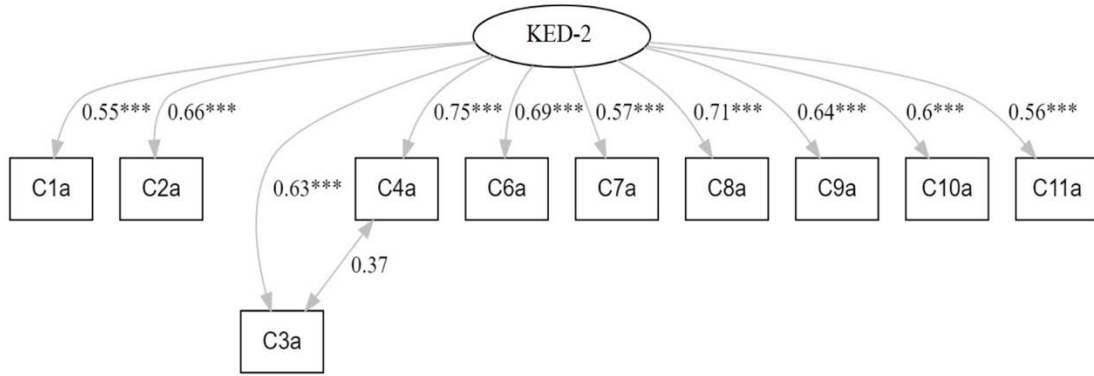 KED-2
0.55***
0.66***
0.75***
0.69***
0.57***
0.71***
0.64***
0.6***
0.56***
C1a
C2a
0.63***
C4a
C6a
C7a
C8a
C9a
C10a
C11a
0.37
C3a